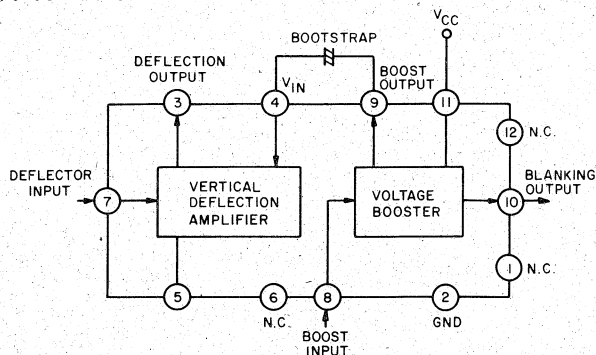 VCC
BOOTSTRAP
DEFLECTION
OUTPUT
VIN
BOOST
OUTPUT
3
4
9
11
12
N.C.
DEFLECTOR
INPUT
7
VERTICAL
DEFLECTION
AMPLIFIER
VOLTAGE
BOOSTER
10
BLANKING
OUTPUT
1
N.C.
5
6
8
2
N.C.
BOOST
INPUT
GND